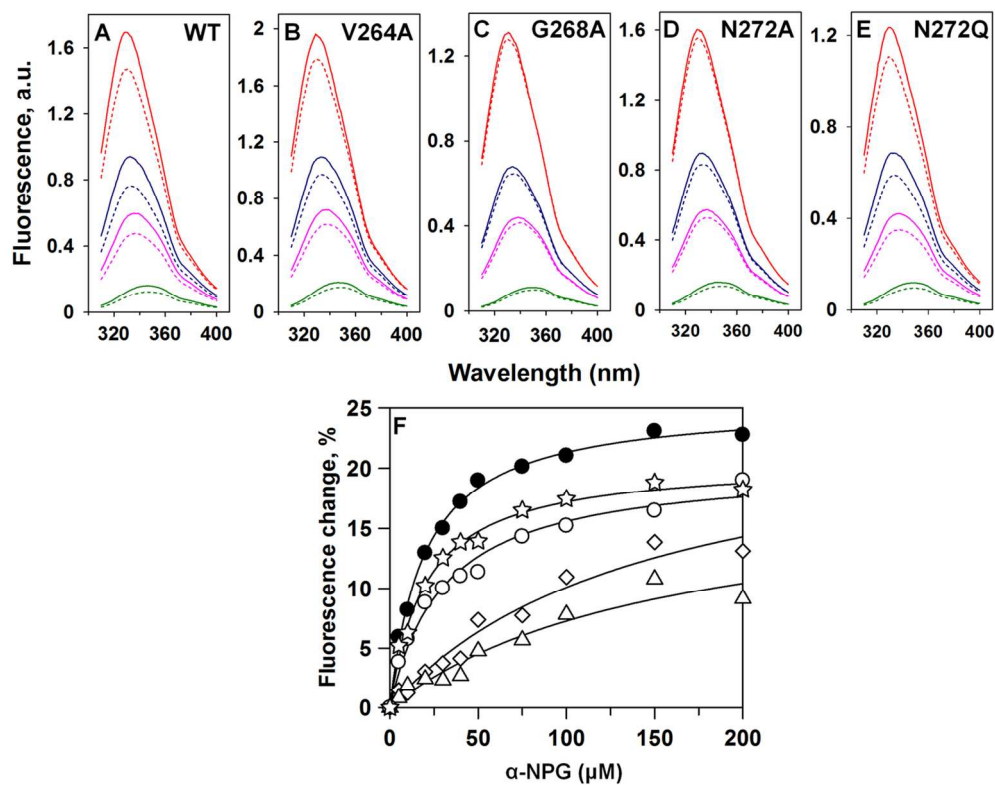 A WT
B V264A
C G268A
D N272A
E N272Q
Fluorescence, a.u.
1.6
1.2
0.8
0.4
0
2
1.8
1.4
1.0
0.6
0.2
0
1.2
0.8
0.4
0
1.6
1.2
0.8
0.4
0
1.2
0.8
0.4
0
320 360 400
320 360 400
320 360 400
320 360 400
320 360 400
Wavelength (nm)
F
Fluorescence change, %
25
20
15
10
5
0
0 50 100 150 200
α-NPG (µM)